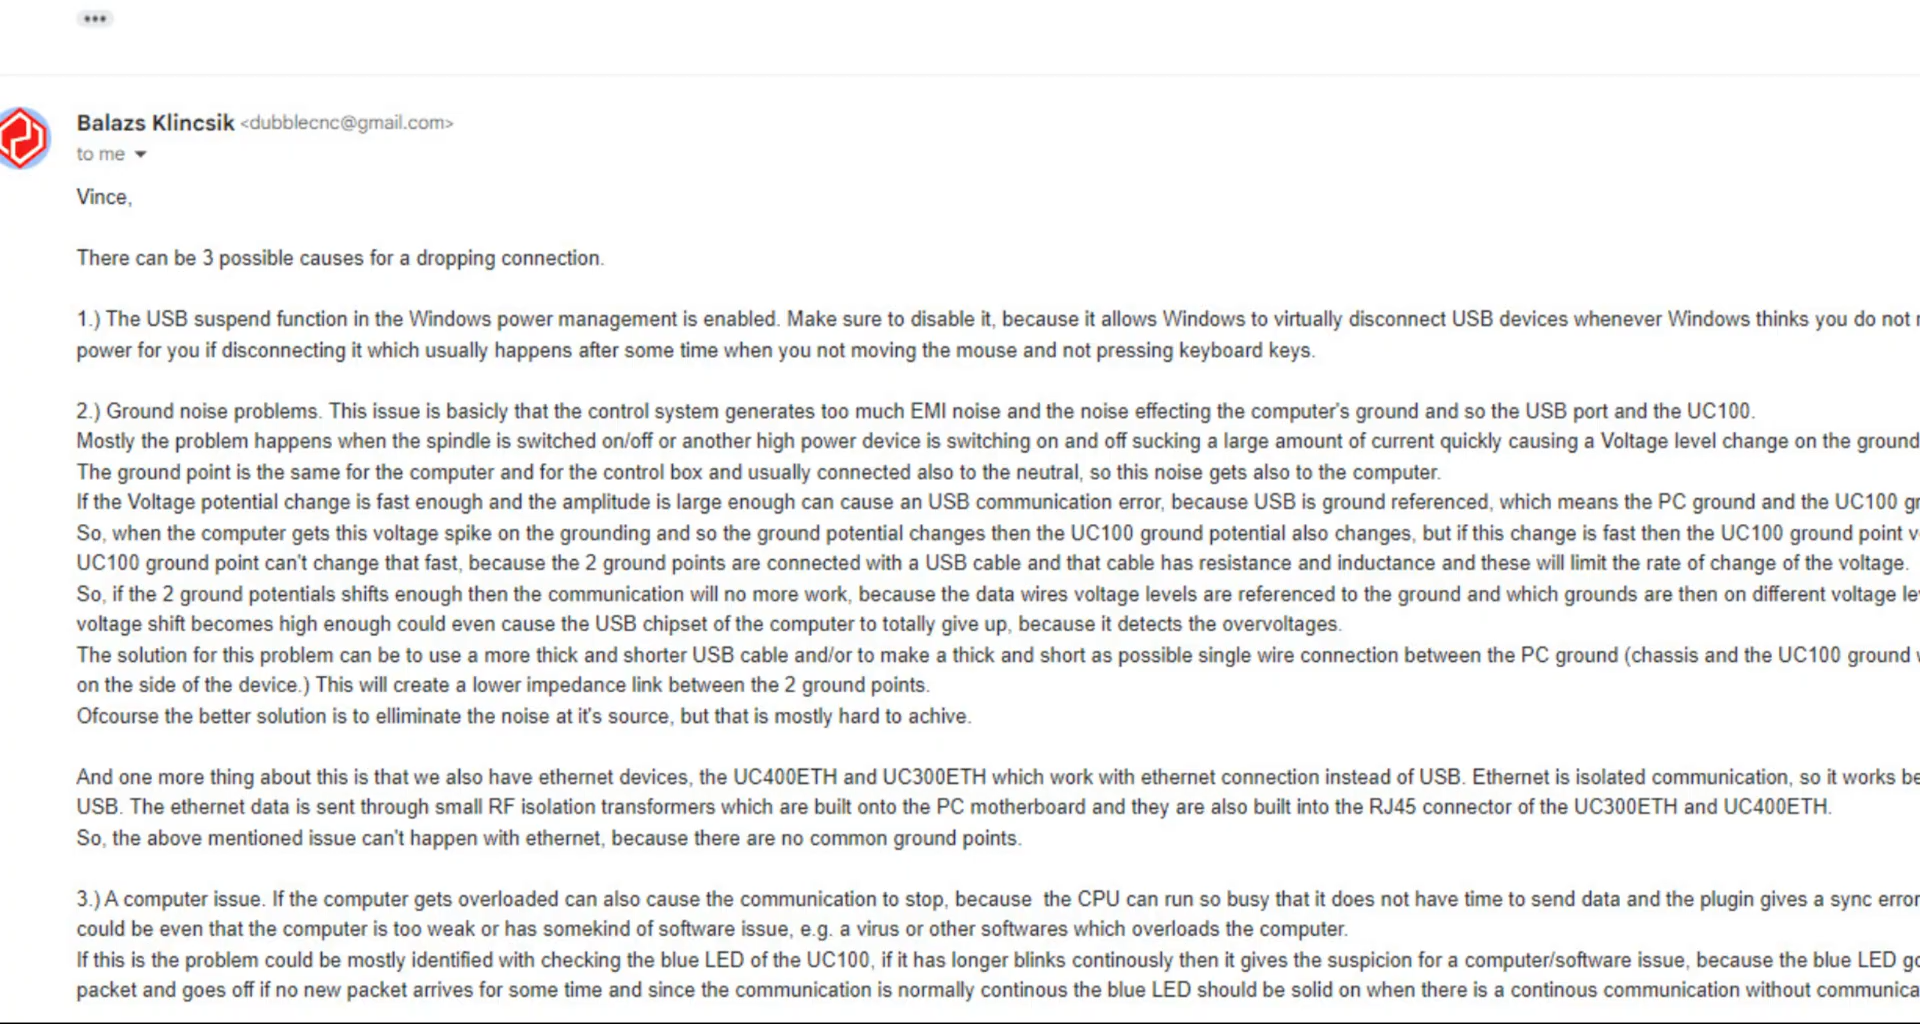 Balazs Klincsik <dubblecnc@gmail.com>
to me
Vince,
There can be 3 possible causes for a dropping connection.
1.) The USB suspend function in the Windows power management is enabled. Make sure to disable it, because it allows Windows to virtually disconnect USB devices whenever Windows thinks you do not
power for you if disconnecting it which usually happens after some time when you not moving the mouse and not pressing keyboard keys.
2.) Ground noise problems. This issue is basicly that the control system generates too much EMI noise and the noise effecting the computer's ground and so the USB port and the UC100.
Mostly the problem happens when the spindle is switched on/off or another high power device is switching on and off sucking a large amount of current quickly causing a Voltage level change on the ground
The ground point is the same for the computer and for the control box and usually connected also to the neutral, so this noise gets also to the computer.
If the Voltage potential change is fast enough and the amplitude is large enough can cause an USB communication error, because USB is ground referenced, which means the PC ground and the UC100
So, when the computer gets this voltage spike on the grounding and so the ground potential changes then the UC100 ground potential also changes, but if this change is fast then the UC100 ground point
UC100 ground point can't change that fast, because the 2 ground points are connected with a USB cable and that cable has resistance and inductance and these will limit the rate of change of the voltage.
So, if the 2 ground potentials shifts enough then the communication will no more work, because the data wires voltage levels are referenced to the ground and which grounds are then on different voltage
voltage shift becomes high enough could even cause the USB chipset of the computer to totally give up, because it detects the overvoltages.
The solution for this problem can be to use a more thick and shorter USB cable and/or to make a thick and short as possible single wire connection between the PC ground (chassis and the UC100 ground
on the side of the device.) This will create a lower impedance link between the 2 ground points.
Ofcourse the better solution is to elliminate the noise at it's source, but that is mostly hard to achive.
And one more thing about this is that we also have ethernet devices, the UC400ETH and UC300ETH which work with ethernet connection instead of USB. Ethernet is isolated communication, so it works
USB. The ethernet data is sent through small RF isolation transformers which are built onto the PC motherboard and they are also built into the RJ45 connector of the UC300ETH and UC400ETH.
So, the above mentioned issue can't happen with ethernet, because there are no common ground points.
3.) A computer issue. If the computer gets overloaded can also cause the communication to stop, because the CPU can run so busy that it does not have time to send data and the plugin gives a sync error
could be even that the computer is too weak or has somekind of software issue, e.g. a virus or other softwares which overloads the computer.
If this is the problem could be mostly identified with checking the blue LED of the UC100, if it has longer blinks continously then it gives the suspicion for a computer/software issue, because the blue LED
packet and goes off if no new packet arrives for some time and since the communication is normally continous the blue LED should be solid on when there is a continous communication without